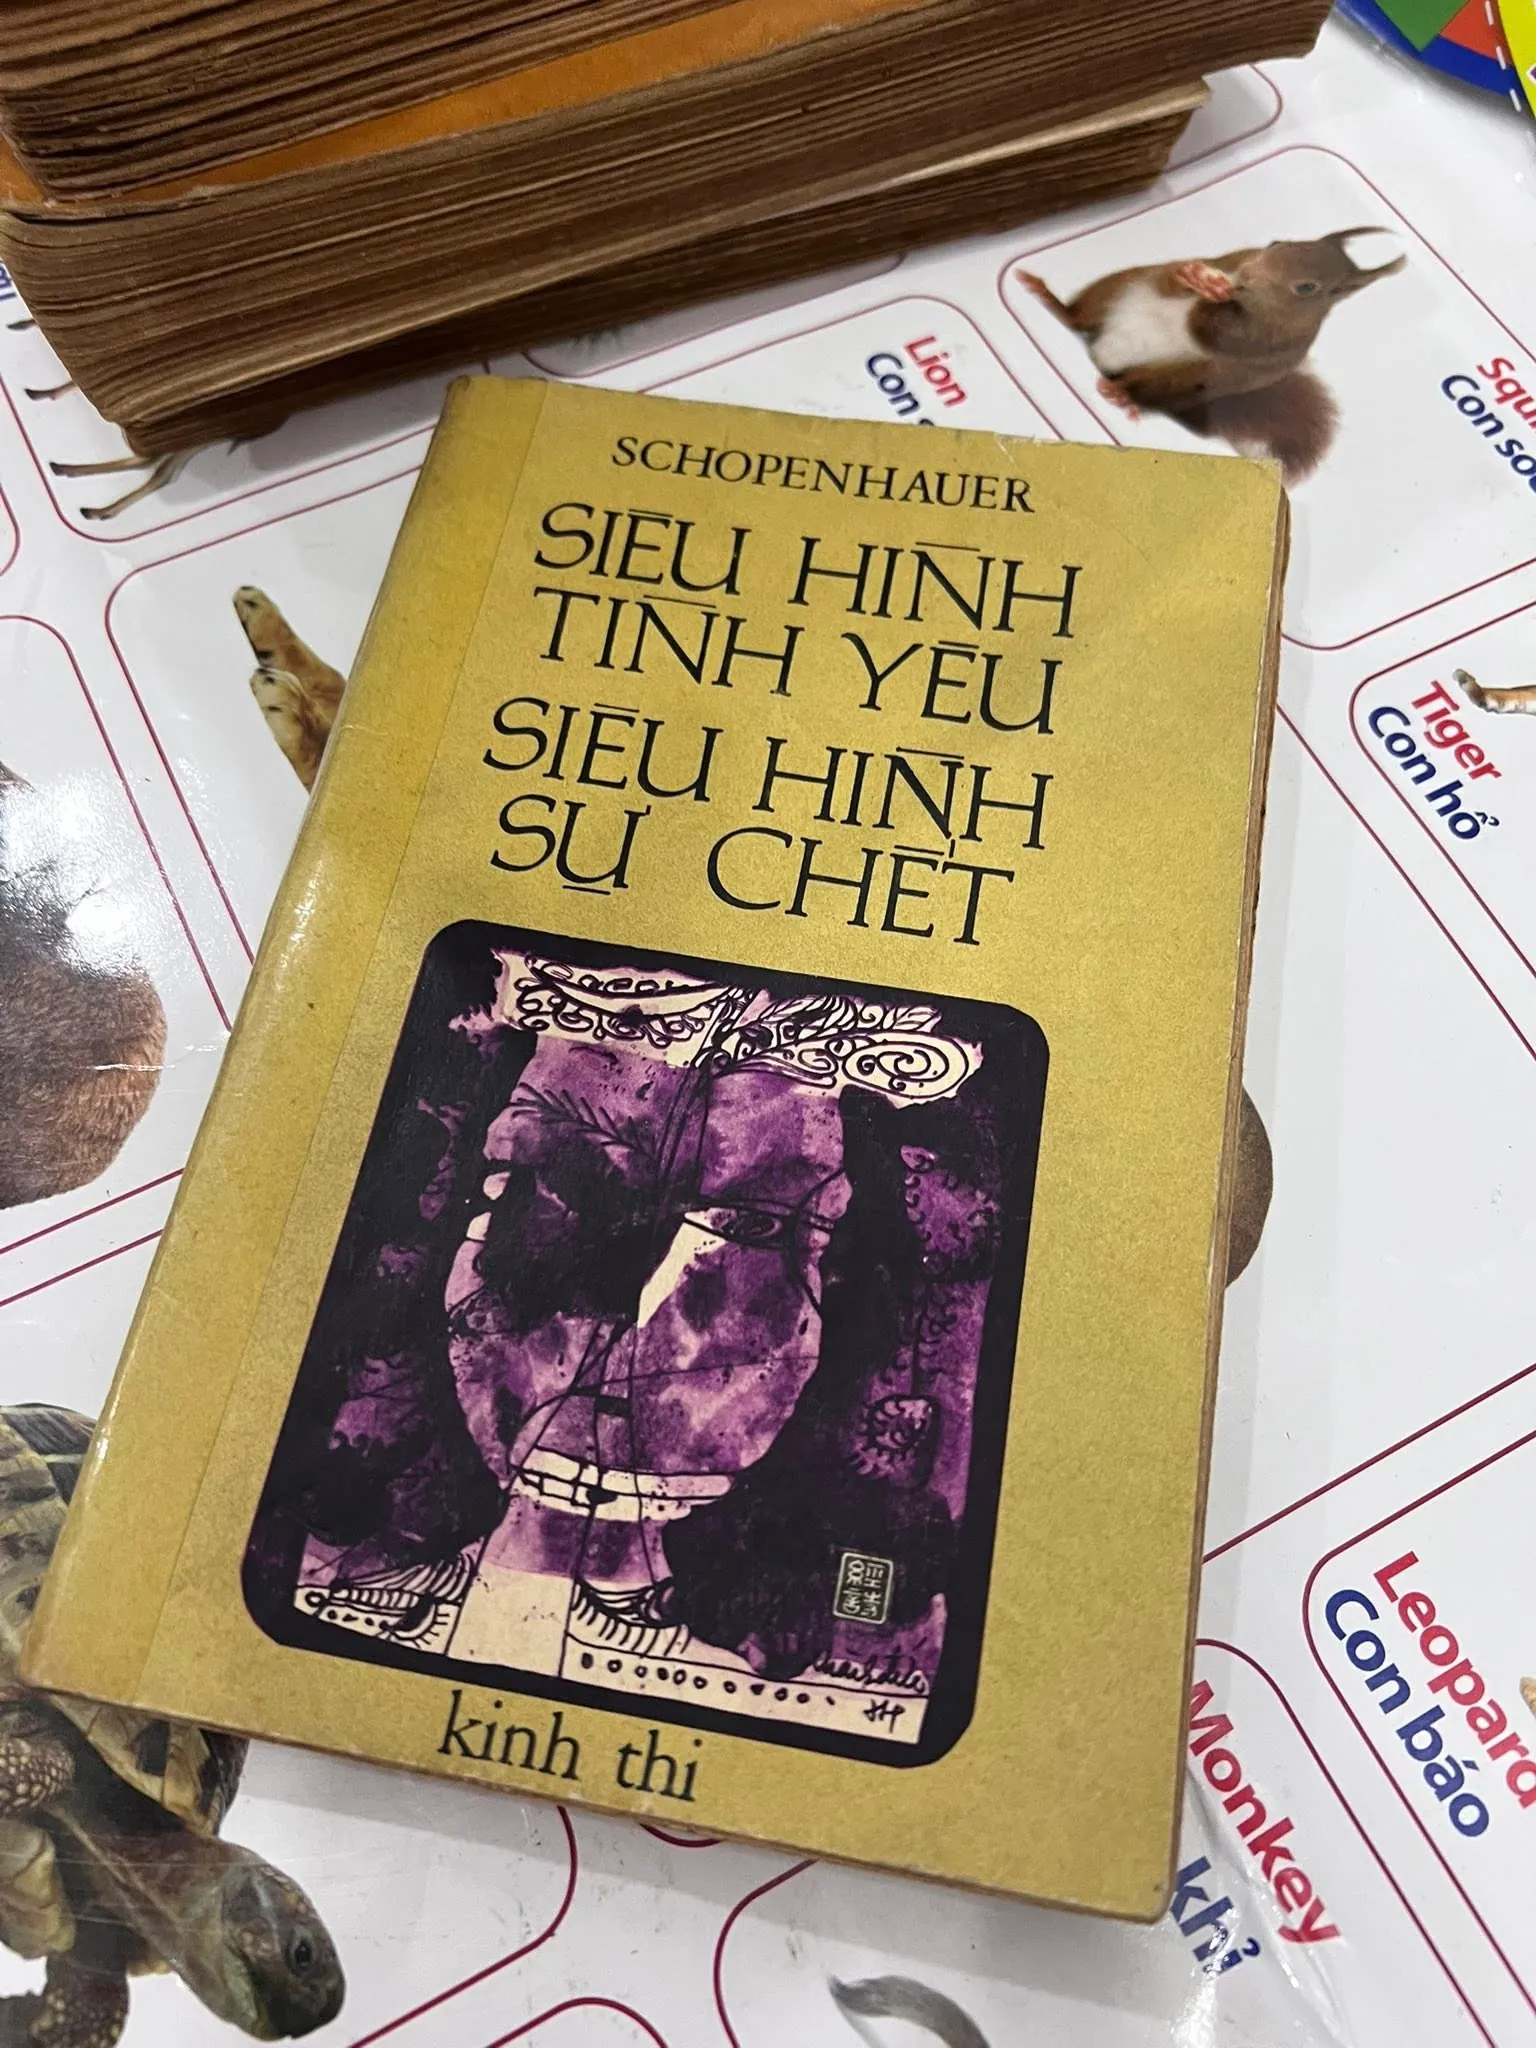 SCHOPENHAUER
SIÊU HÌNH
TÌNH YÊU
SIÊU HÌNH
SỰ CHẾT
kinh thi
Lion
Con
Tiger
Con hổ
Leopard
Con báo
Monkey
khỉ